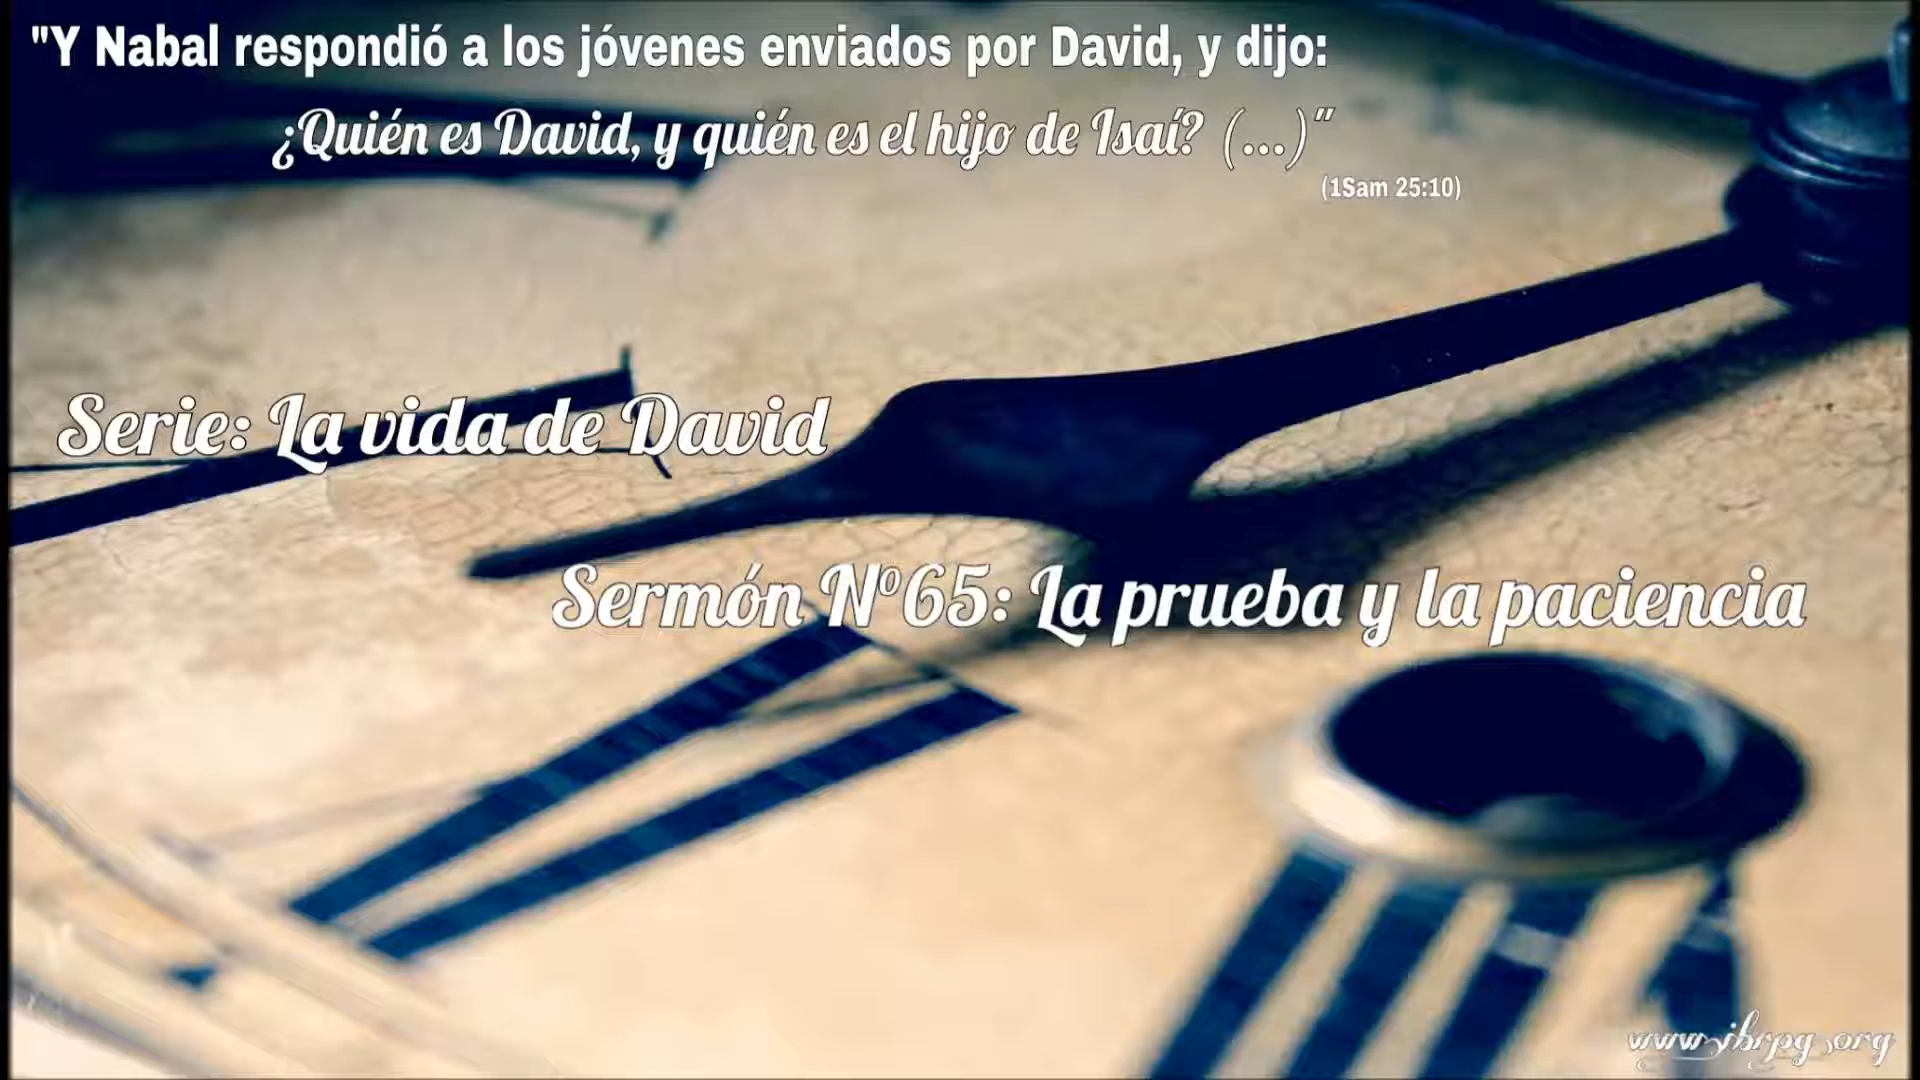 "Y Nabal respondió a los jóvenes enviados por David, y dijo:
¿Quién es David, y quién es el hijo de Isaí? (...)"
(1Sam 25:10)
Serie: La vida de David
Sermón Nº65: La prueba y la paciencia
www.ibrpg.org